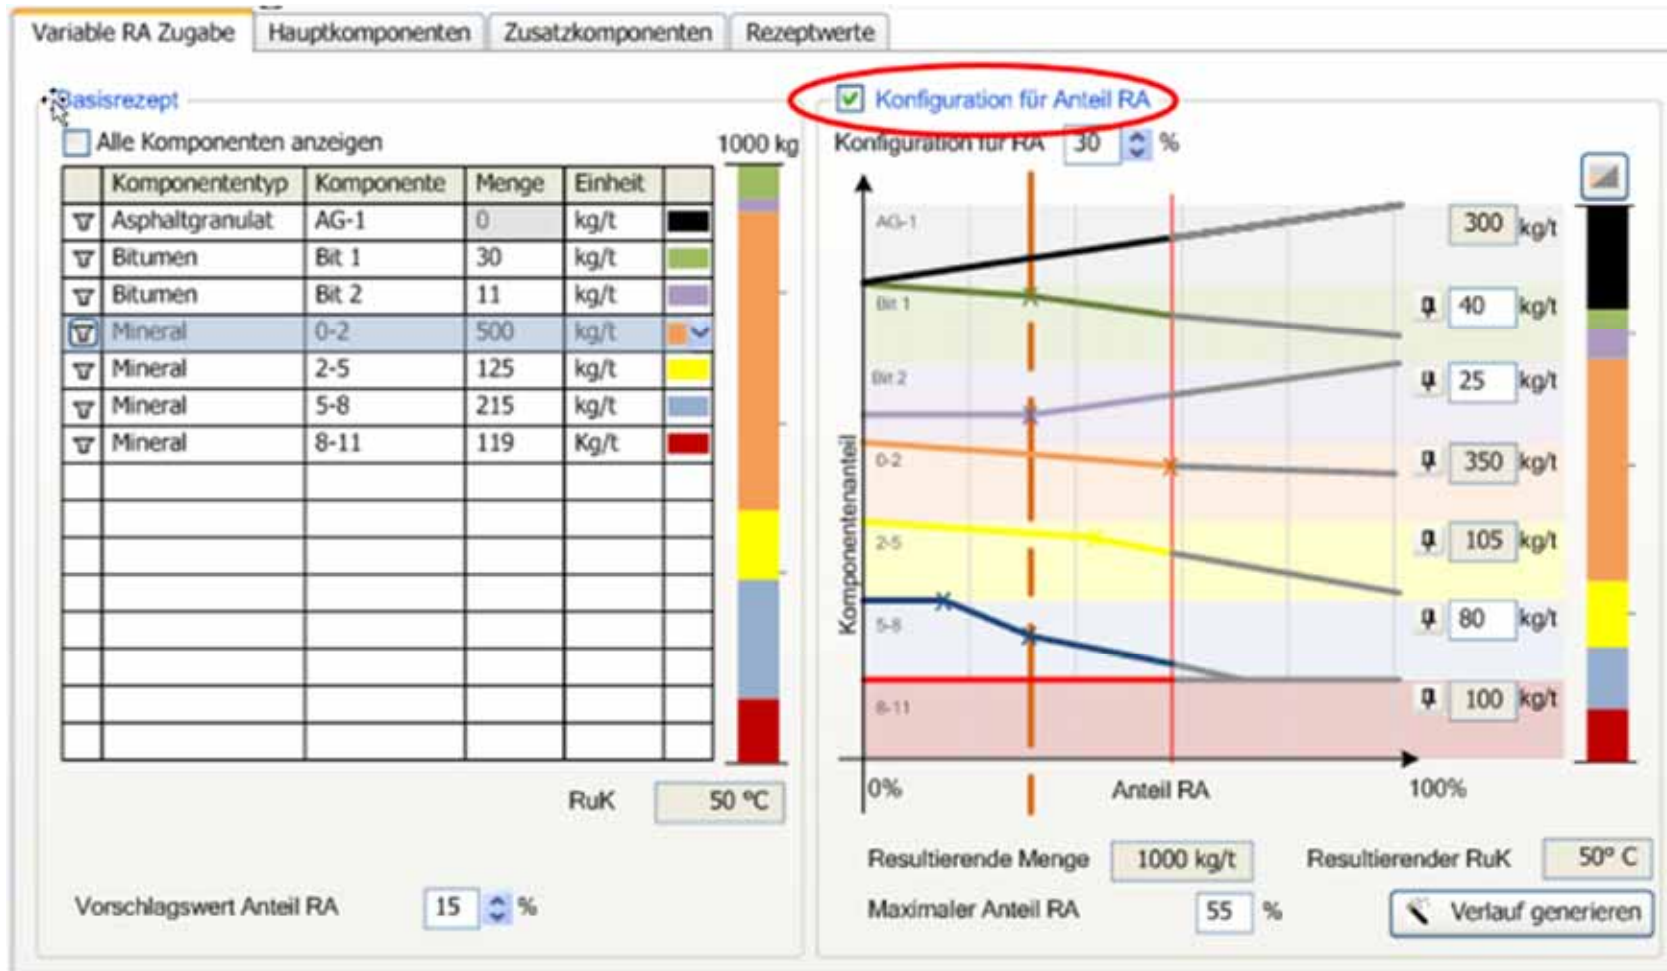 Variable RA Zugabe Hauptkomponenten Zusatzkomponenten Rezeptwerte
Basisrezept
Alle Komponenten anzeigen 1000 kg
Komponententyp Komponente Menge Einheit
Asphaltgranulat AG-1 0 kg/t
Bitumen Bit 1 30 kg/t
Bitumen Bit 2 11 kg/t
Mineral 0-2 500 kg/t
Mineral 2-5 125 kg/t
Mineral 5-8 215 kg/t
Mineral 8-11 119 Kg/t
RuK 50 °C
Vorschlagswert Anteil RA 15 %
Konfiguration für Anteil RA
Konfiguration für RA 30 %
AG-1 300 kg/t
Bit 1 40 kg/t
Bit 2 25 kg/t
0-2 350 kg/t
2-5 105 kg/t
5-8 80 kg/t
8-11 100 kg/t
Komponentenanteil
0% Anteil RA 100%
Resultierende Menge 1000 kg/t Resultierender RuK 50° C
Maximaler Anteil RA 55 % Verlauf generieren